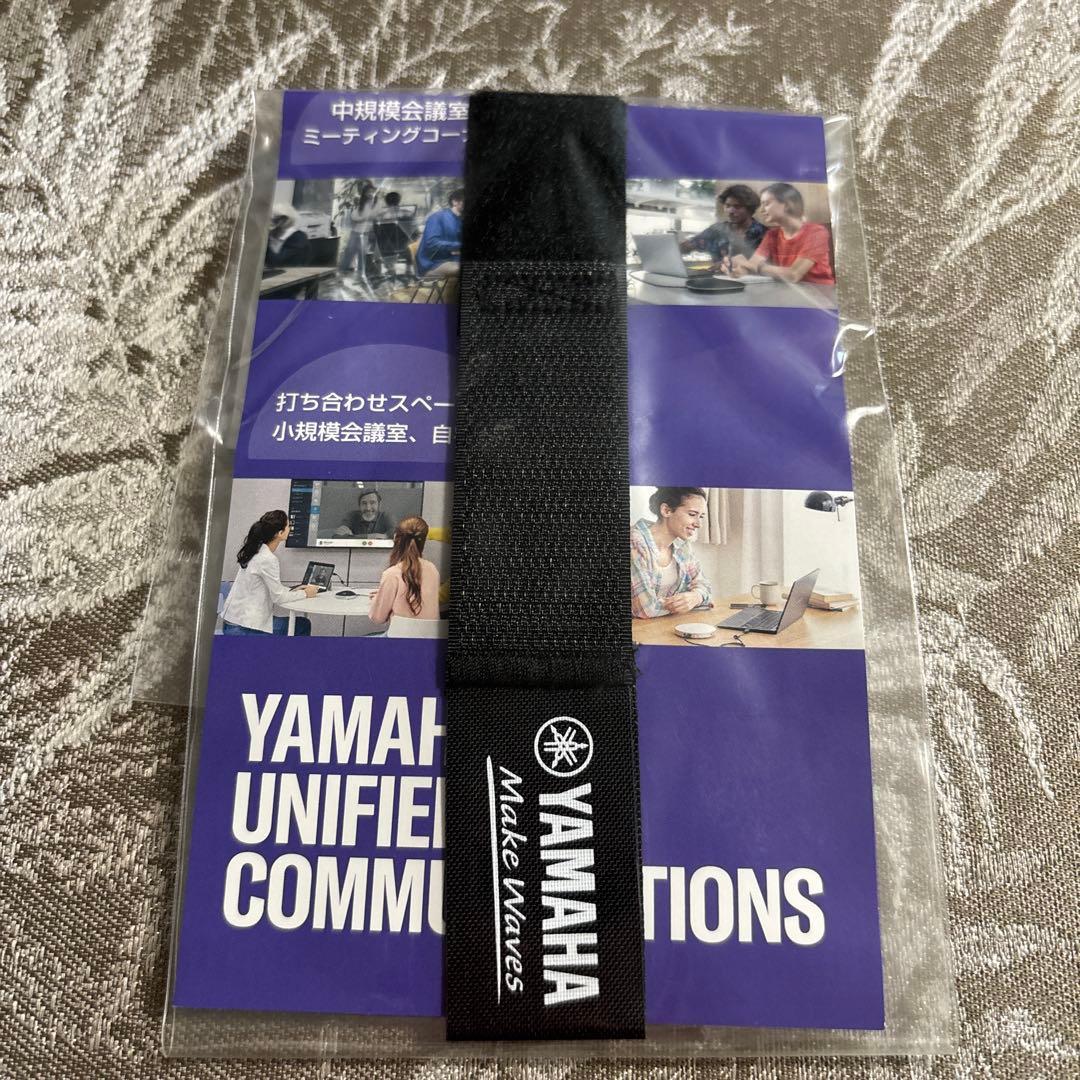 中規模会議室
ミーティングコー
打ち合わせスペー
小規模会議室、自
YAMAH
UNIFIE
COMMU TIONS
YAMAHA
Make Waves